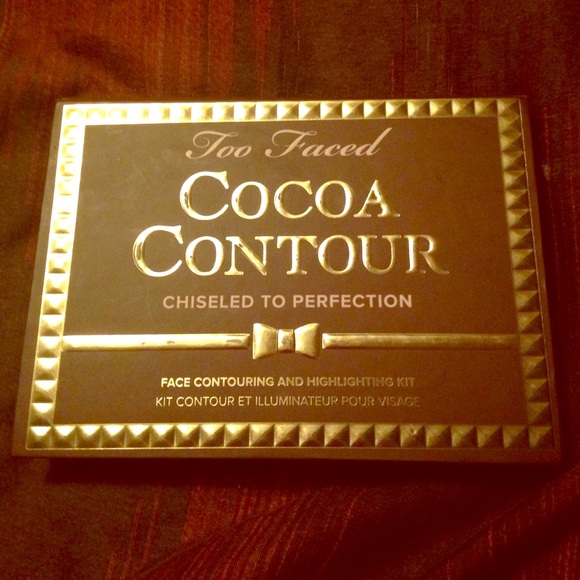 Too Faced
COCOA
CONTOUR
CHISELED TO PERFECTION
FACE CONTOURING AND HIGHLIGHTING KIT
KIT CONTOUR ET ILLUMINATEUR POUR VISAGE